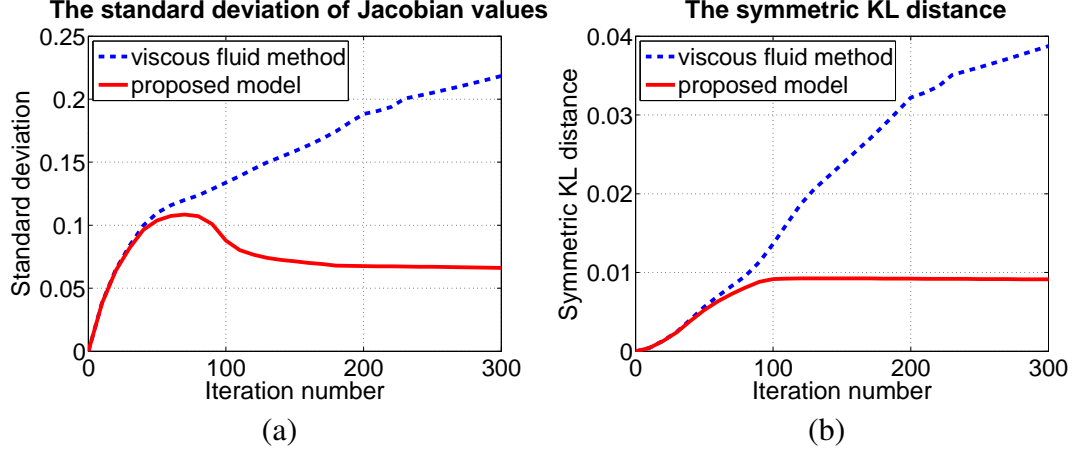 The standard deviation of Jacobian values
0.25
0.2
0.15
0.1
0.05
0
Standard deviation
viscous fluid method
proposed model
0 100 200 300
Iteration number
(a)
The symmetric KL distance
0.04
0.03
0.02
0.01
0
Symmetric KL distance
viscous fluid method
proposed model
0 100 200 300
Iteration number
(b)